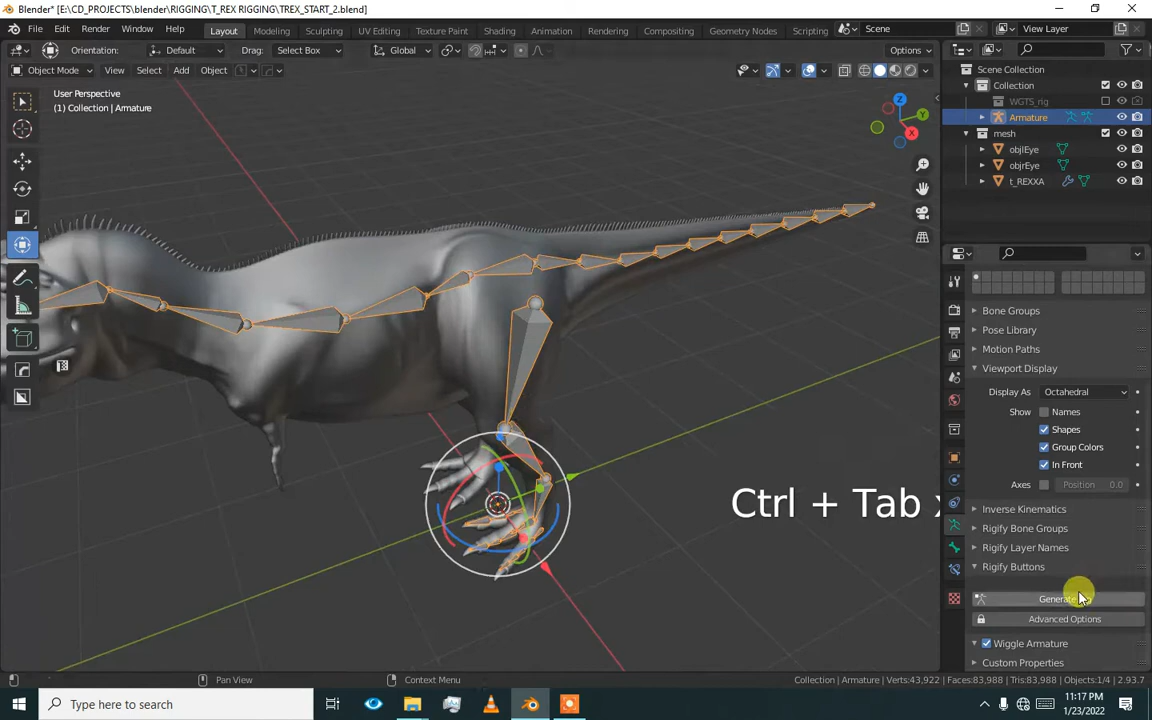 Blender* [E:\CD_PROJECTS\blender\RIGGING\T_REX RIGGING\TREX_START_2.blend]
File Edit Render Window Help Layout Modeling Sculpting UV Editing Texture Paint Shading Animation Rendering Compositing Geometry Nodes Scripting Scene View Layer
Orientation: Default Drag: Select Box Global Options
Object Mode View Select Add Object
User Perspective
(1) Collection | Armature
Z
Y
X
Scene Collection
Collection
WGTS_rig
Armature
mesh
objlEye
objrEye
t_REXXA
Bone Groups
Pose Library
Motion Paths
Viewport Display
Display As Octahedral
Show Names
Shapes
Group Colors
In Front
Axes Position 0.0
Inverse Kinematics
Rigify Bone Groups
Rigify Layer Names
Rigify Buttons
Generate
Advanced Options
Wiggle Armature
Custom Properties
Ctrl + Tab x
Pan View Context Menu Collection | Armature Verts:43,922 | Faces:83,988 | Tris:83,988 | Objects:1/4 | 2.93.7
Type here to search
11:17 PM
1/23/2022